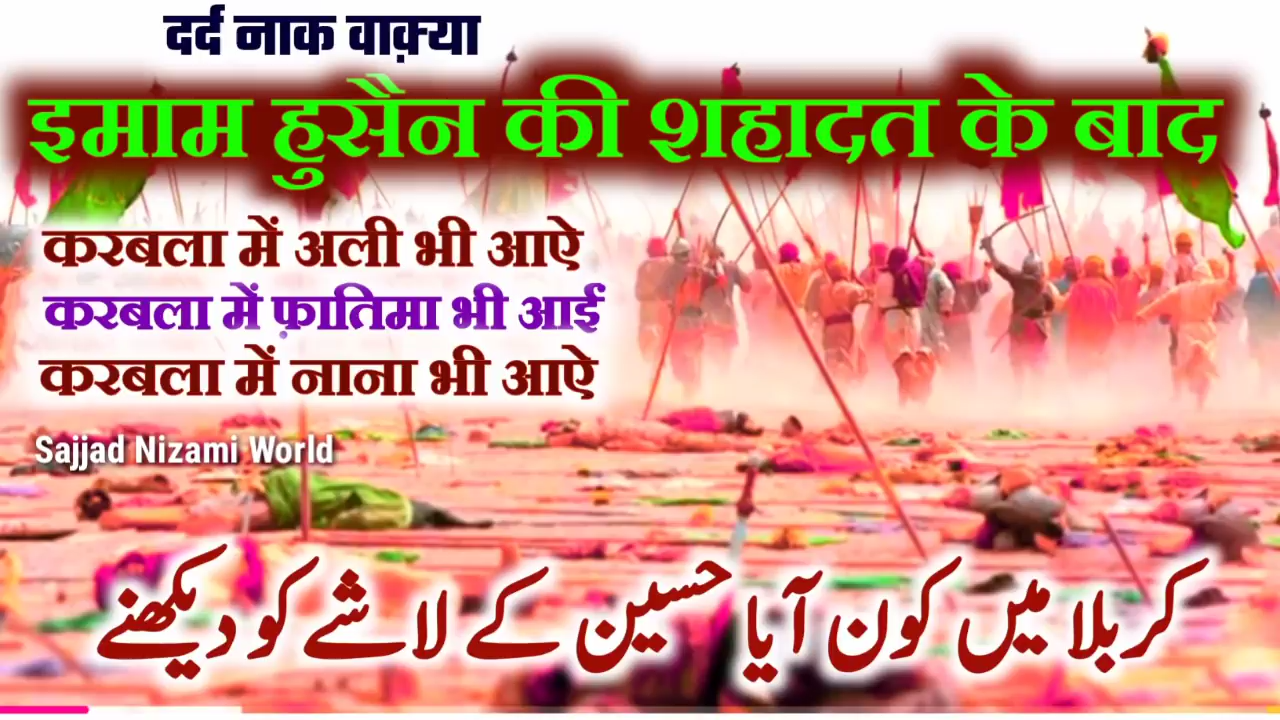 दर्द नाक वाक़्या
इमाम हुसैन की शहादत के बाद
करबला में अली भी आऐ
करबला में फ़ातिमा भी आई
करबला में नाना भी आऐ
Sajjad Nizami World
کربلا میں کون آیا حسین کے لاشے کو دیکھنے